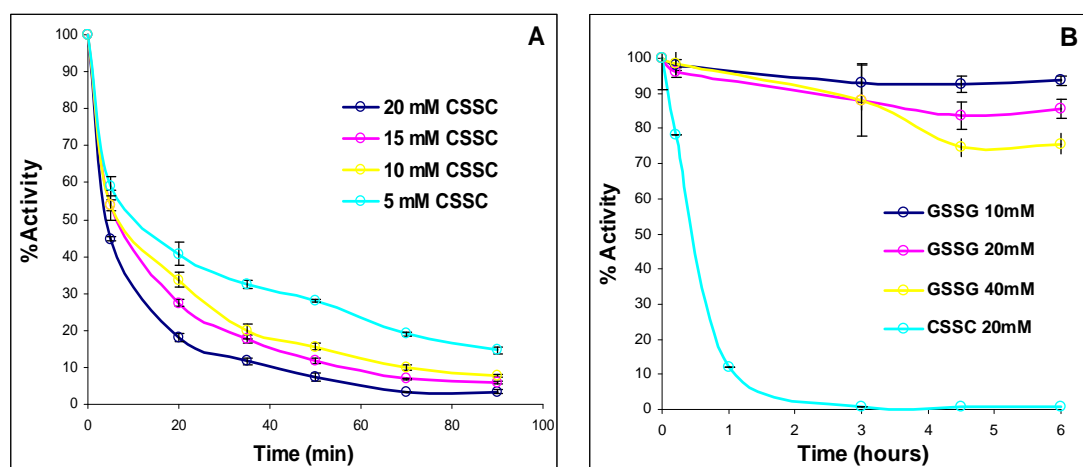 A
%Activity
100
90
80
70
60
50
40
30
20
10
0
20 mM CSSC
15 mM CSSC
10 mM CSSC
5 mM CSSC
0 20 40 60 80 100
Time (min)
B
% Activity
100
90
80
70
60
50
40
30
20
10
0
GSSG 10mM
GSSG 20mM
GSSG 40mM
CSSC 20mM
0 1 2 3 4 5 6
Time (hours)